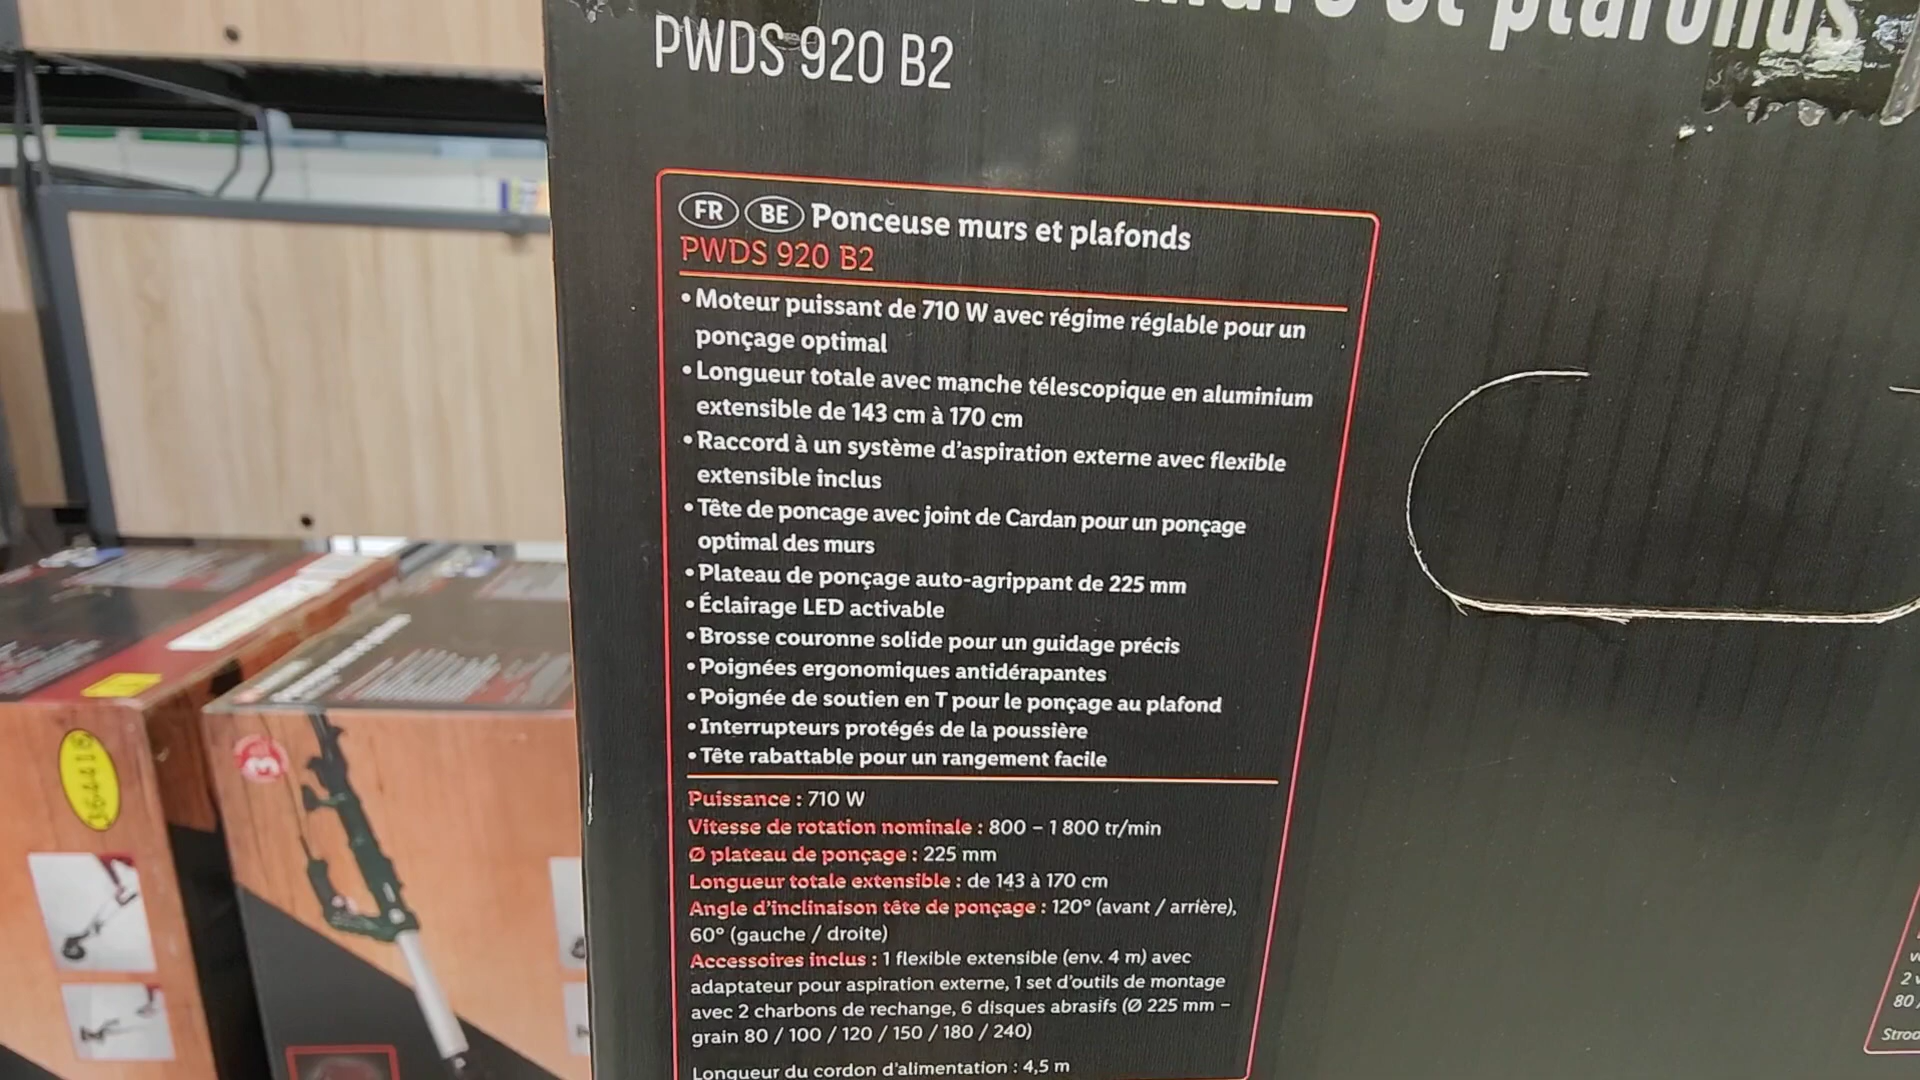 murs et plafonds
PWDS 920 B2
FR BE Ponceuse murs et plafonds
PWDS 920 B2
• Moteur puissant de 710 W avec régime réglable pour un
ponçage optimal
• Longueur totale avec manche télescopique en aluminium
extensible de 143 cm à 170 cm
• Raccord à un système d'aspiration externe avec flexible
extensible inclus
• Tête de poncage avec joint de Cardan pour un ponçage
optimal des murs
• Plateau de ponçage auto-agrippant de 225 mm
• Éclairage LED activable
• Brosse couronne solide pour un guidage précis
• Poignées ergonomiques antidérapantes
• Poignée de soutien en T pour le ponçage au plafond
• Interrupteurs protégés de la poussière
• Tête rabattable pour un rangement facile
Puissance : 710 W
Vitesse de rotation nominale : 800 – 1 800 tr/min
Ø plateau de ponçage : 225 mm
Longueur totale extensible : de 143 à 170 cm
Angle d'inclinaison tête de ponçage : 120° (avant / arrière),
60° (gauche / droite)
Accessoires inclus : 1 flexible extensible (env. 4 m) avec
adaptateur pour aspiration externe, 1 set d'outils de montage
avec 2 charbons de rechange, 6 disques abrasifs (Ø 225 mm –
grain 80 / 100 / 120 / 150 / 180 / 240)
Longueur du cordon d'alimentation : 4,5 m
3
80